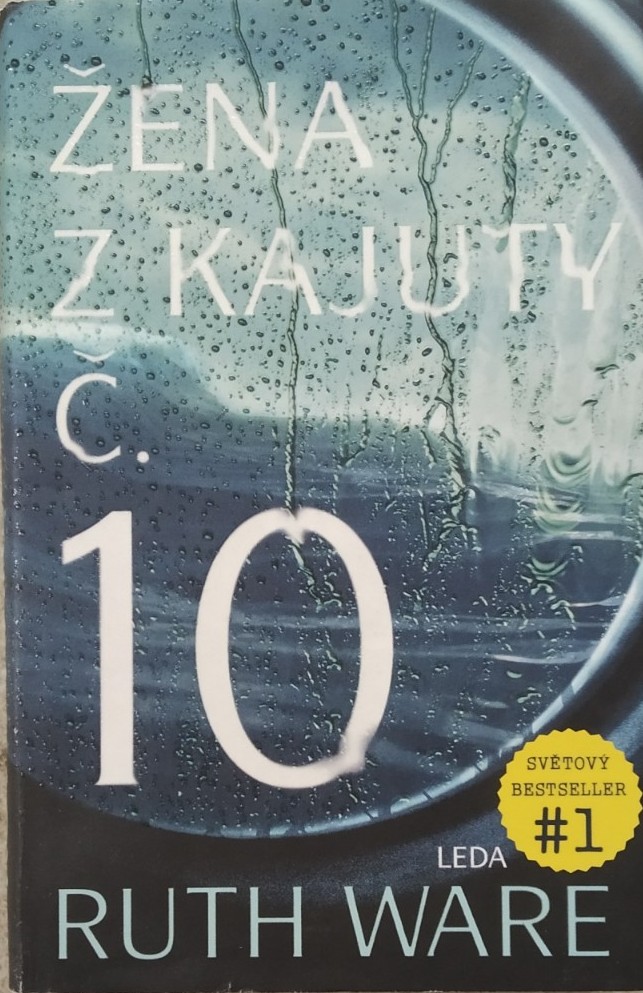 ŽENA
Z KAJUTY
Č.
10
SVĚTOVÝ
BESTSELLER
#1
LEDA
RUTH WARE